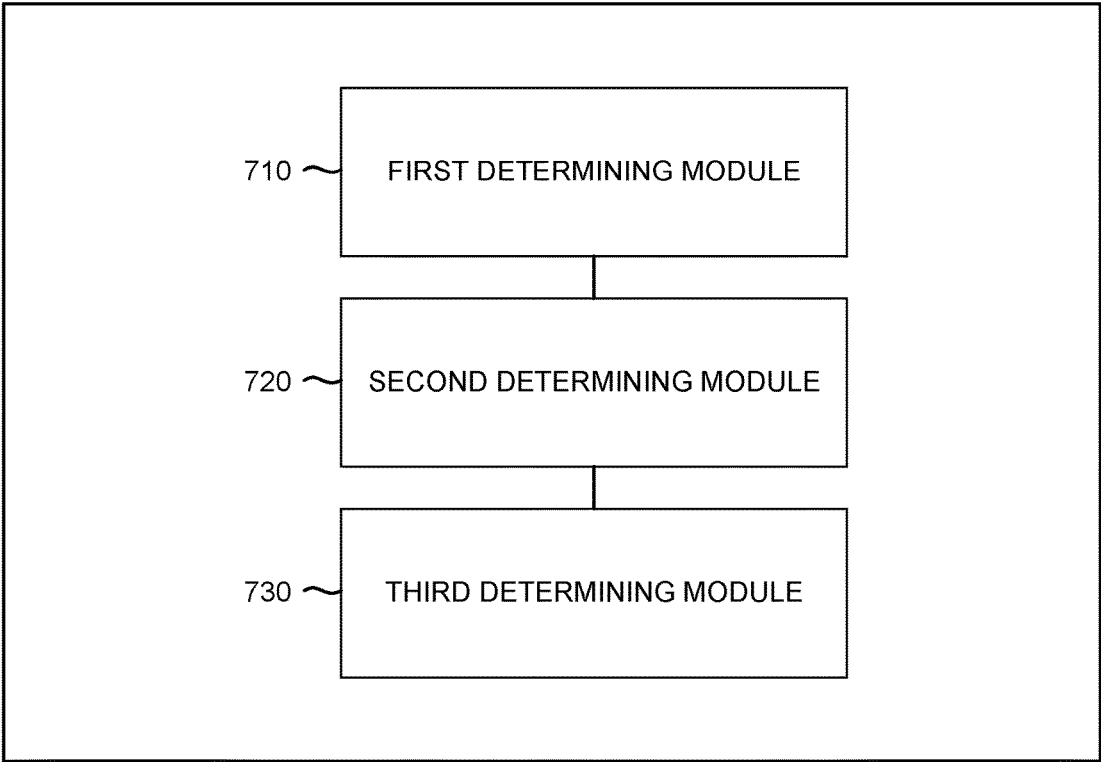 710 FIRST DETERMINING MODULE
720 SECOND DETERMINING MODULE
730 THIRD DETERMINING MODULE